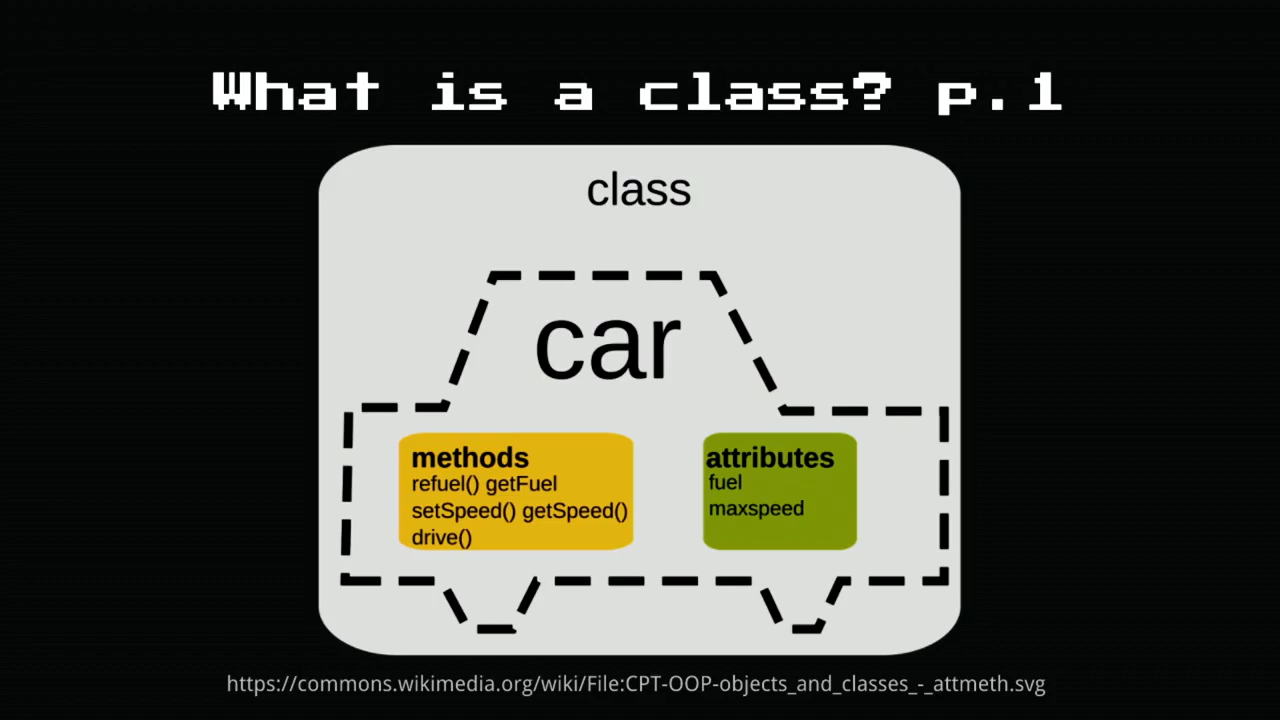 What is a class? p.1
class
car
methods
refuel() getFuel
setSpeed() getSpeed()
drive()
attributes
fuel
maxspeed
https://commons.wikimedia.org/wiki/File:CPT-OOP-objects_and_classes_-_attmeth.svg